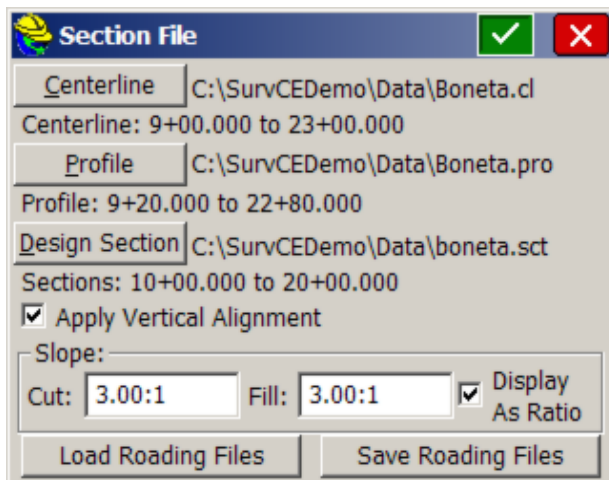 Section File
Centerline C:\SurvCEDemo\Data\Boneta.cl
Centerline: 9+00.000 to 23+00.000
Profile C:\SurvCEDemo\Data\Boneta.pro
Profile: 9+20.000 to 22+80.000
Design Section C:\SurvCEDemo\Data\boneta.sct
Sections: 10+00.000 to 20+00.000
Apply Vertical Alignment
Slope:
Cut: 3.00:1 Fill: 3.00:1 Display
As Ratio
Load Roading Files Save Roading Files